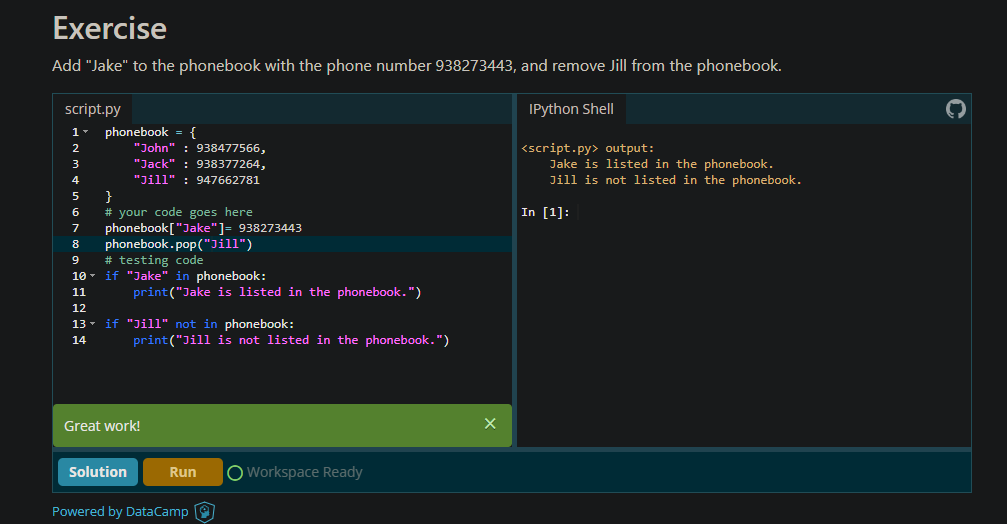 Exercise
Add "Jake" to the phonebook with the phone number 938273443, and remove Jill from the phonebook.
script.py
1 phonebook = {
2     "John" : 938477566,
3     "Jack" : 938377264,
4     "Jill" : 947662781
5 }
6 # your code goes here
7 phonebook["Jake"]= 938273443
8 phonebook.pop("Jill")
9 # testing code
10 if "Jake" in phonebook:
11     print("Jake is listed in the phonebook.")
12
13 if "Jill" not in phonebook:
14     print("Jill is not listed in the phonebook.")
Great work!
IPython Shell
<script.py> output:
    Jake is listed in the phonebook.
    Jill is not listed in the phonebook.
In [1]:
Solution
Run
Workspace Ready
Powered by DataCamp